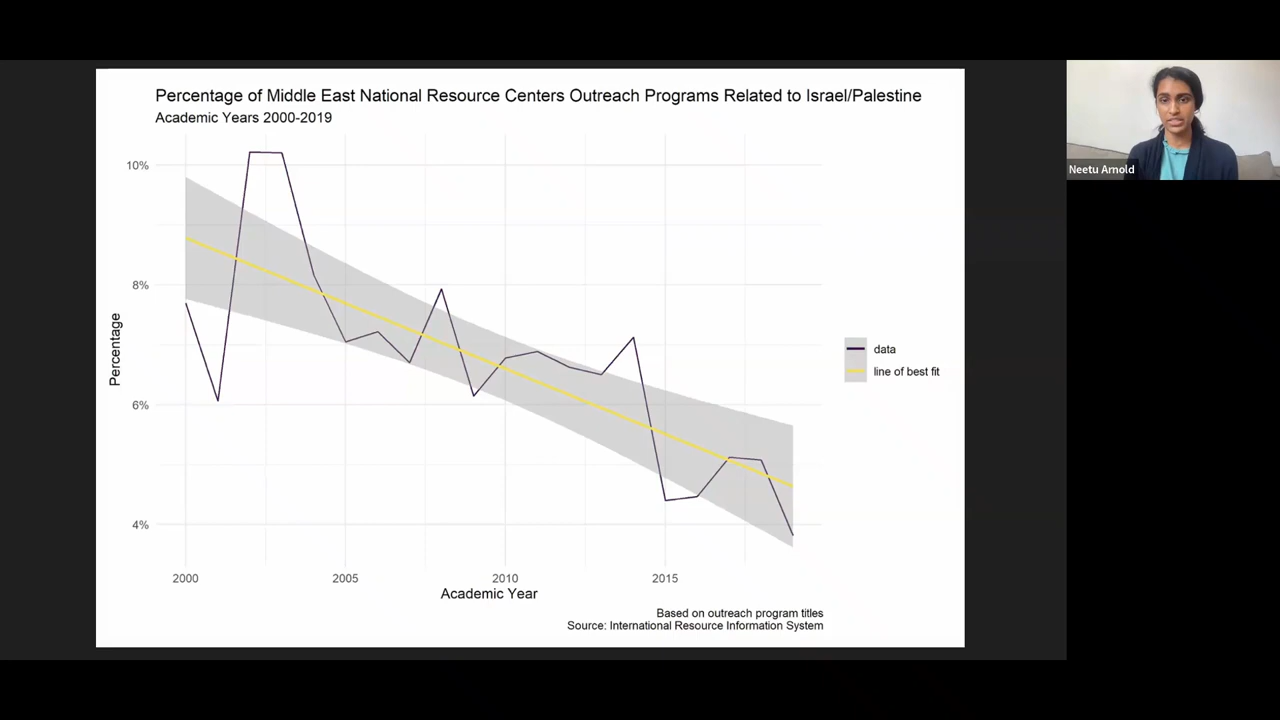 Percentage of Middle East National Resource Centers Outreach Programs Related to Israel/Palestine
Academic Years 2000-2019
10%
8%
6%
4%
Percentage
2000 2005 2010 2015
Academic Year
data
line of best fit
Based on outreach program titles
Source: International Resource Information System
Neetu Arnold